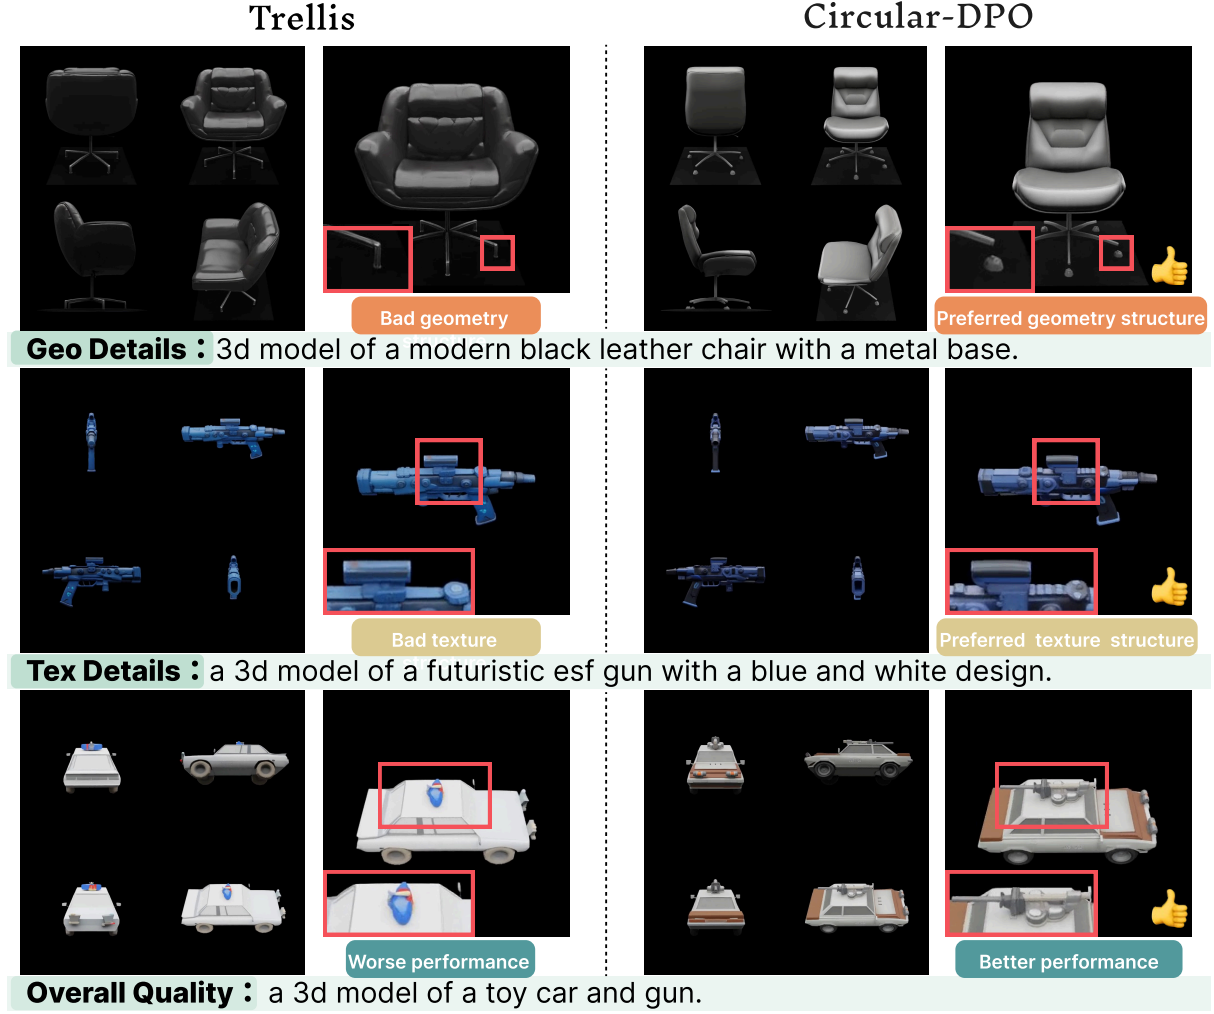 Trellis
Circular-DPO
Bad geometry
Preferred geometry structure
Geo Details : 3d model of a modern black leather chair with a metal base.
Bad texture
Preferred texture structure
Tex Details : a 3d model of a futuristic esf gun with a blue and white design.
Worse performance
Better performance
Overall Quality : a 3d model of a toy car and gun.